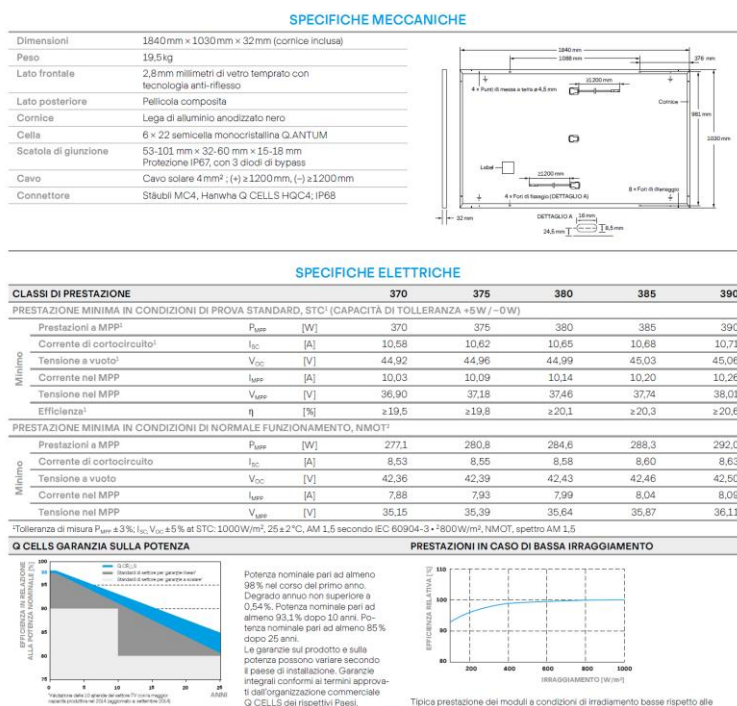 SPECIFICHE MECCANICHE
Dimensioni 1840 mm × 1030 mm × 32 mm (cornice inclusa)
Peso 19,5 kg
Lato frontale 2,8 mm millimetri di vetro temprato con
tecnologia anti-riflesso
Lato posteriore Pellicola composita
Cornice Lega di alluminio anodizzato nero
Cella 6 × 22 semicella monocristallina Q.ANTUM
Scatola di giunzione 53-101 mm × 32-60 mm × 15-18 mm
Protezione IP67, con 3 diodi di bypass
Cavo Cavo solare 4 mm²; (+) ≥1200 mm, (−) ≥1200 mm
Connettore Stäubli MC4, Hanwha Q CELLS HQC4; IP68
1840 mm
1088 mm 376 mm
4 × Punti di messa a terra ø 4,5 mm ≥1200 mm
Cornice
981 mm
1030 mm
Label
≥1200 mm
4 × Fori di fissaggio (DETTAGLIO A)
8 × Fori di drenaggio
32 mm
DETTAGLIO A 16 mm
24,5 mm 8,5 mm
SPECIFICHE ELETTRICHE
CLASSI DI PRESTAZIONE 370 375 380 385 390
PRESTAZIONE MINIMA IN CONDIZIONI DI PROVA STANDARD, STC¹ (CAPACITÀ DI TOLLERANZA +5 W / −0 W)
Minimo
Prestazioni a MPP¹ PMPP [W] 370 375 380 385 390
Corrente di cortocircuito¹ ISC [A] 10,58 10,62 10,65 10,68 10,71
Tensione a vuoto¹ VOC [V] 44,92 44,96 44,99 45,03 45,06
Corrente nel MPP IMPP [A] 10,03 10,09 10,14 10,20 10,26
Tensione nel MPP VMPP [V] 36,90 37,18 37,46 37,74 38,01
Efficienza¹ η [%] ≥19,5 ≥19,8 ≥20,1 ≥20,3 ≥20,6
PRESTAZIONE MINIMA IN CONDIZIONI DI NORMALE FUNZIONAMENTO, NMOT²
Minimo
Prestazioni a MPP PMPP [W] 277,1 280,8 284,6 288,3 292,0
Corrente di cortocircuito ISC [A] 8,53 8,55 8,58 8,60 8,63
Tensione a vuoto VOC [V] 42,36 42,39 42,43 42,46 42,50
Corrente nel MPP IMPP [A] 7,88 7,93 7,99 8,04 8,09
Tensione nel MPP VMPP [V] 35,15 35,39 35,64 35,87 36,11
¹Tolleranza di misura PMPP ±3%; ISC, VOC ±5% at STC: 1000 W/m², 25 ± 2 °C, AM 1,5 secondo IEC 60904-3 • ²800 W/m², NMOT, spettro AM 1,5
Q CELLS GARANZIA SULLA POTENZA
EFFICIENZA IN RELAZIONE
ALLA POTENZA NOMINALE [%]
100
98
95
90
85
80
75
0 5 10 15 20 25
ANNI
Q CELLS
Standard di settore per garanzie lineari
Standard di settore per garanzie a scalare
Potenza nominale pari ad almeno
98 % nel corso del primo anno.
Degrado annuo non superiore a
0,54%. Potenza nominale pari ad
almeno 93,1% dopo 10 anni. Po-
tenza nominale pari ad almeno 85%
dopo 25 anni.
Le garanzie sul prodotto e sulla
potenza possono variare secondo
il paese di installazione. Garanzie
integrali conformi ai termini approva-
ti dall'organizzazione commerciale
Q CELLS dei rispettivi Paesi.
PRESTAZIONI IN CASO DI BASSA IRRAGGIAMENTO
EFFICIENZA RELATIVA [%]
110
100
90
80
200 400 600 800 1000
IRRAGGIAMENTO [W/m²]
Tipica prestazione dei moduli a condizioni di irradiamento basse rispetto alle